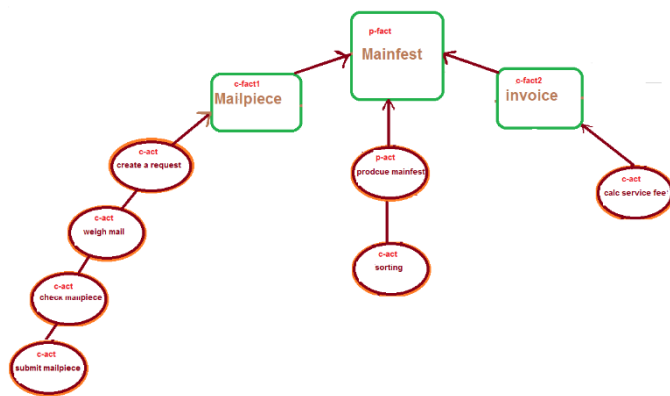 p-fact
Mainfest
c-fact1
Mailpiece
c-fact2
invoice
c-act
create a request
p-act
prodcue mainfest
c-act
calc service fee
c-act
weigh mail
c-act
sorting
c-act
check mailpiece
c-act
submit mailpiece